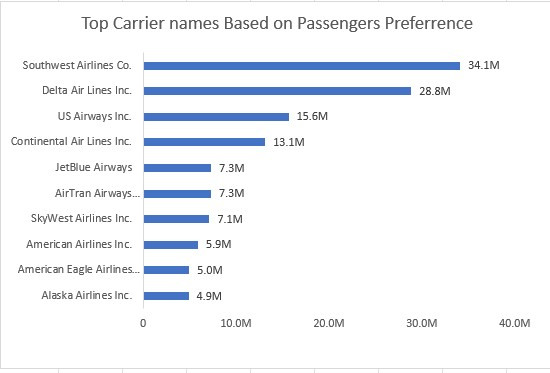 Top Carrier names Based on Passengers Preferrence
Southwest Airlines Co. 34.1M
Delta Air Lines Inc. 28.8M
US Airways Inc. 15.6M
Continental Air Lines Inc. 13.1M
JetBlue Airways 7.3M
AirTran Airways... 7.3M
SkyWest Airlines Inc. 7.1M
American Airlines Inc. 5.9M
American Eagle Airlines... 5.0M
Alaska Airlines Inc. 4.9M
0 10.0M 20.0M 30.0M 40.0M